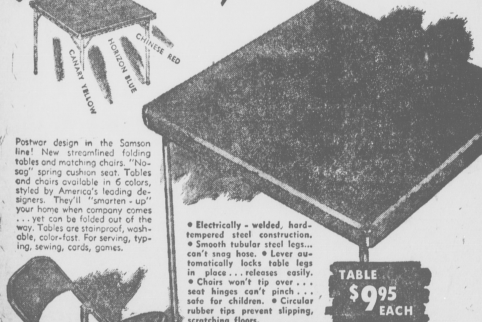 CANARY YELLOW
HORIZON BLUE
CHINESE RED
Postwar design in the Samson
line! New streamlined folding
tables and matching chairs. "No-
sag" spring cushion seat. Tables
and chairs available in 6 colors,
styled by America's leading de-
signers. They'll "smarten - up"
your home when company comes
... yet can be folded out of the
way. Tables are stainproof, wash-
able, color-fast. For serving, typ-
ing, sewing, cards, games.
• Electrically - welded, hard-
tempered steel construction.
• Smooth tubular steel legs...
can't snag hose. • Lever au-
tomatically locks table legs
in place... releases easily.
• Chairs won't tip over...
seat hinges can't pinch...
safe for children. • Circular
rubber tips prevent slipping,
scratching floors.
TABLE
$9.95
EACH